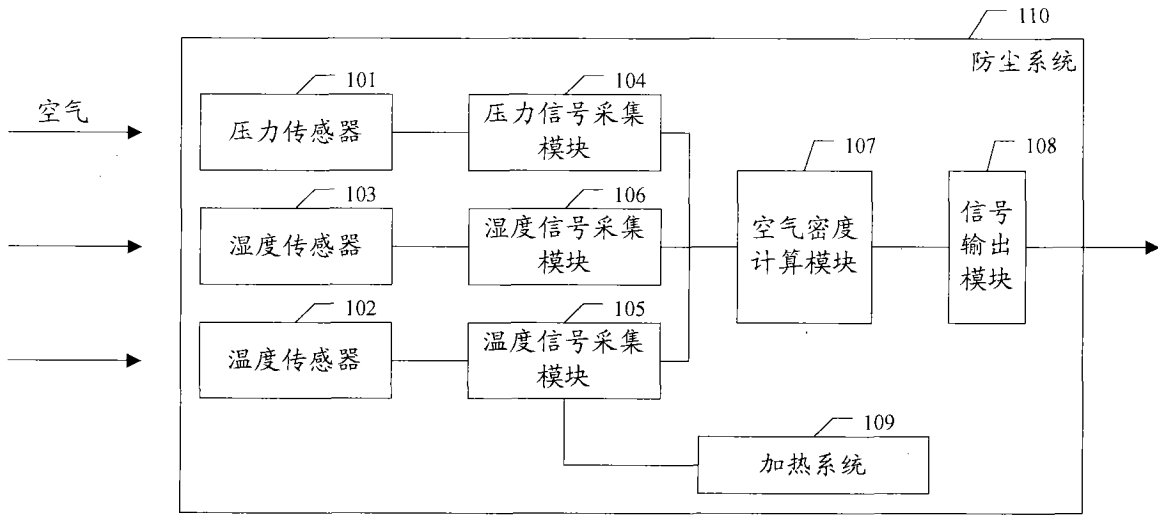 110
防尘系统
空气
101
压力传感器
104
压力信号采集
模块
107
空气密度
计算模块
108
信号
输出
模块
103
湿度传感器
106
湿度信号采集
模块
102
温度传感器
105
温度信号采集
模块
109
加热系统